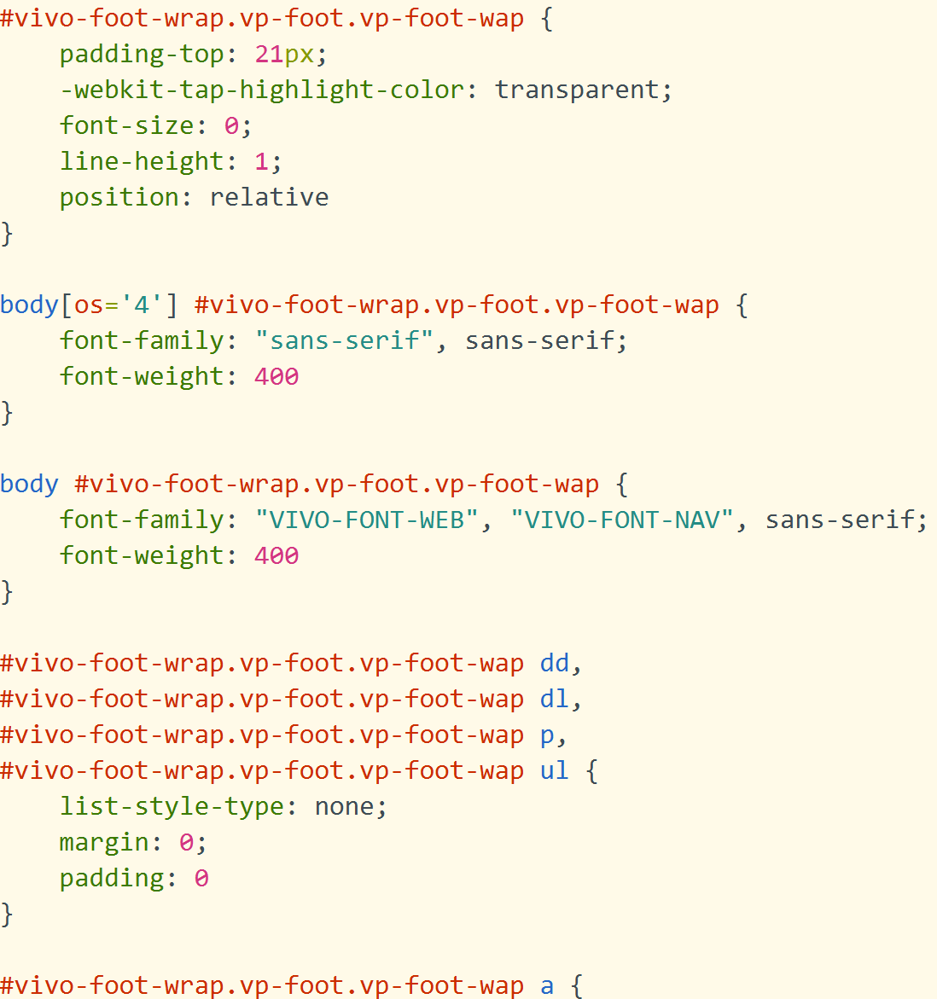 #vivo-foot-wrap.vp-foot.vp-foot-wap {
    padding-top: 21px;
    -webkit-tap-highlight-color: transparent;
    font-size: 0;
    line-height: 1;
    position: relative
}

body[os='4'] #vivo-foot-wrap.vp-foot.vp-foot-wap {
    font-family: "sans-serif", sans-serif;
    font-weight: 400
}

body #vivo-foot-wrap.vp-foot.vp-foot-wap {
    font-family: "VIVO-FONT-WEB", "VIVO-FONT-NAV", sans-serif;
    font-weight: 400
}

#vivo-foot-wrap.vp-foot.vp-foot-wap dd,
#vivo-foot-wrap.vp-foot.vp-foot-wap dl,
#vivo-foot-wrap.vp-foot.vp-foot-wap p,
#vivo-foot-wrap.vp-foot.vp-foot-wap ul {
    list-style-type: none;
    margin: 0;
    padding: 0
}

#vivo-foot-wrap.vp-foot.vp-foot-wap a {